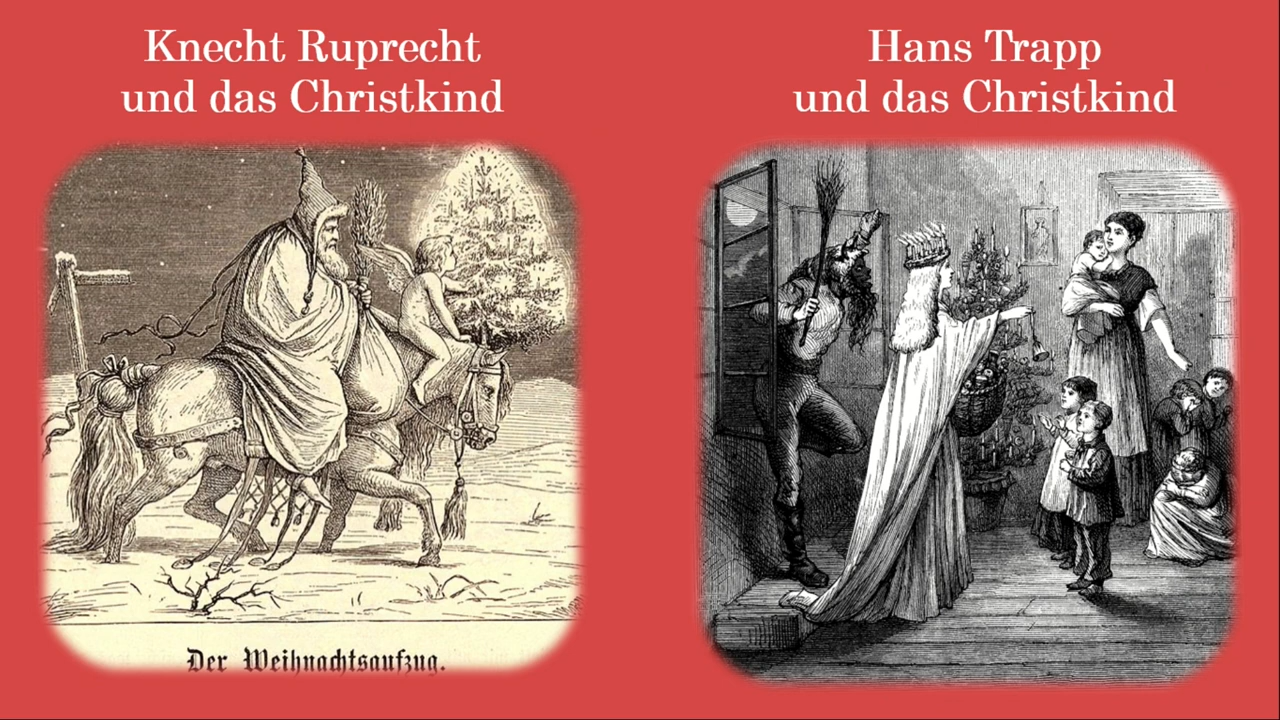 Knecht Ruprecht
und das Christkind
Hans Trapp
und das Christkind
Der Weihnachtsaufzug.